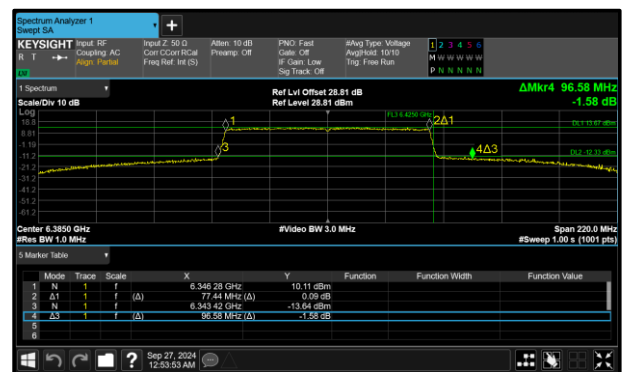 Spectrum Analyzer 1
Swept SA
+
KEYSIGHT Input: RF Input Z: 50 Ω Atten: 10 dB PNO: Fast #Avg Type: Voltage 1 2 3 4 5 6
R T Coupling: AC Corr CCorr RCal Preamp: Off Gate: Off Avg|Hold: 10/10 M W W W W W
Align: Partial Freq Ref: Int (S) IF Gain: Low Trig: Free Run P N N N N N
Sig Track: Off
LXI
1 Spectrum Ref Lvl Offset 28.81 dB ΔMkr4 96.58 MHz
Scale/Div 10 dB Ref Level 28.81 dBm -1.58 dB
Log
18.8 1 FL3 6.4250 GHz 2Δ1 DL1 13.67 dBm
8.81
-1.19
-11.2 3 4Δ3 DL2 -12.33 dBm
-21.2
-31.2
-41.2
-51.2
-61.2
Center 6.3850 GHz #Video BW 3.0 MHz Span 220.0 MHz
#Res BW 1.0 MHz #Sweep 1.00 s (1001 pts)
5 Marker Table
Mode Trace Scale X Y Function Function Width Function Value
1 N 1 f 6.346 28 GHz 10.11 dBm
2 Δ1 1 f (Δ) 77.44 MHz (Δ) 0.09 dB
3 N 1 f 6.343 42 GHz -13.64 dBm
4 Δ3 1 f (Δ) 96.58 MHz (Δ) -1.58 dB
5
6
? Sep 27, 2024
12:53:53 AM